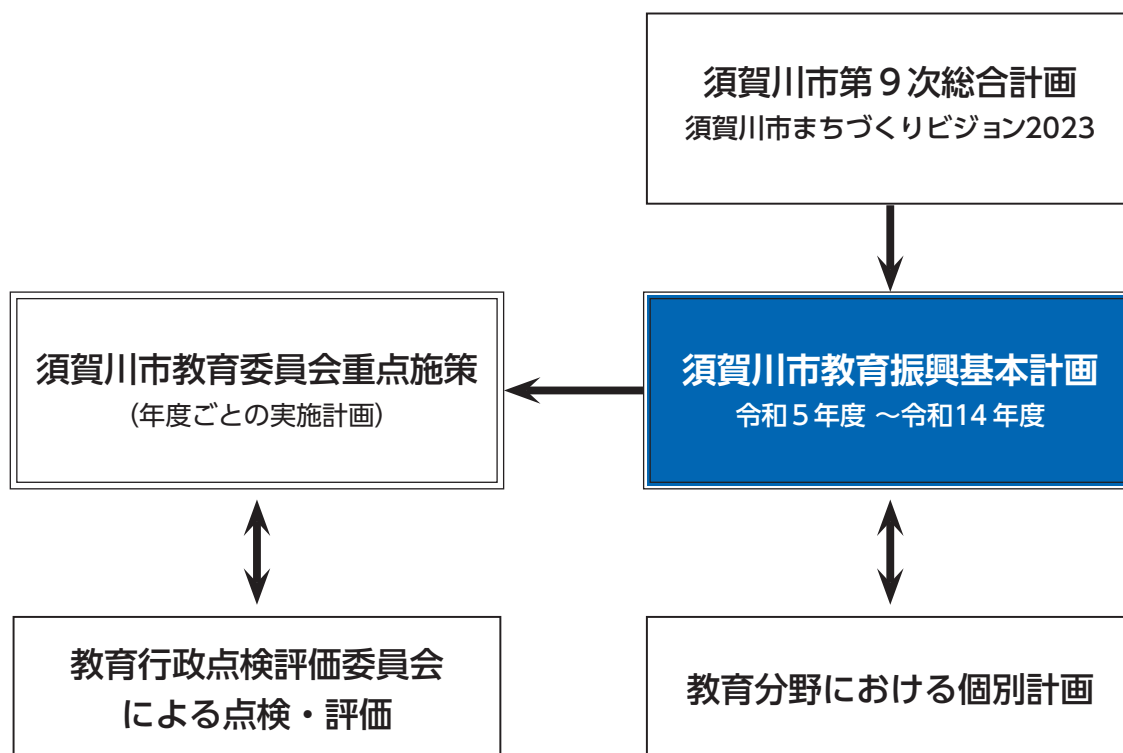 須賀川市第９次総合計画
須賀川市まちづくりビジョン2023
須賀川市教育委員会重点施策
(年度ごとの実施計画)
須賀川市教育振興基本計画
令和５年度 ～令和14年度
教育行政点検評価委員会
による点検・評価
教育分野における個別計画